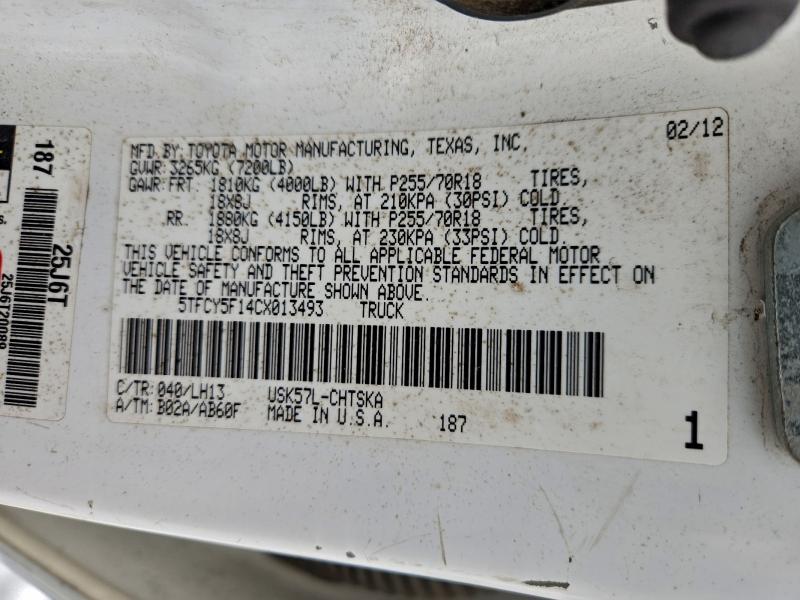 MFD.BY:TOYOTA MOTOR MANUFACTURING, TEXAS, INC. 02/12
GVWR:3265KG (7200LB)
GAWR:FRT. 1810KG (4000LB) WITH P255/70R18 TIRES,
18X8J RIMS, AT 210KPA (30PSI) COLD.
RR. 1880KG (4150LB) WITH P255/70R18 TIRES,
18X8J RIMS, AT 230KPA (33PSI) COLD.
THIS VEHICLE CONFORMS TO ALL APPLICABLE FEDERAL MOTOR
VEHICLE SAFETY AND THEFT PREVENTION STANDARDS IN EFFECT ON
THE DATE OF MANUFACTURE SHOWN ABOVE.
5TFCY5F14CX013493 TRUCK
C/TR:040/LH13 USK57L-CHTSKA
A/TM:B02A/AB60F MADE IN U.S.A. 187 1
187
25J6T
25J6T20089